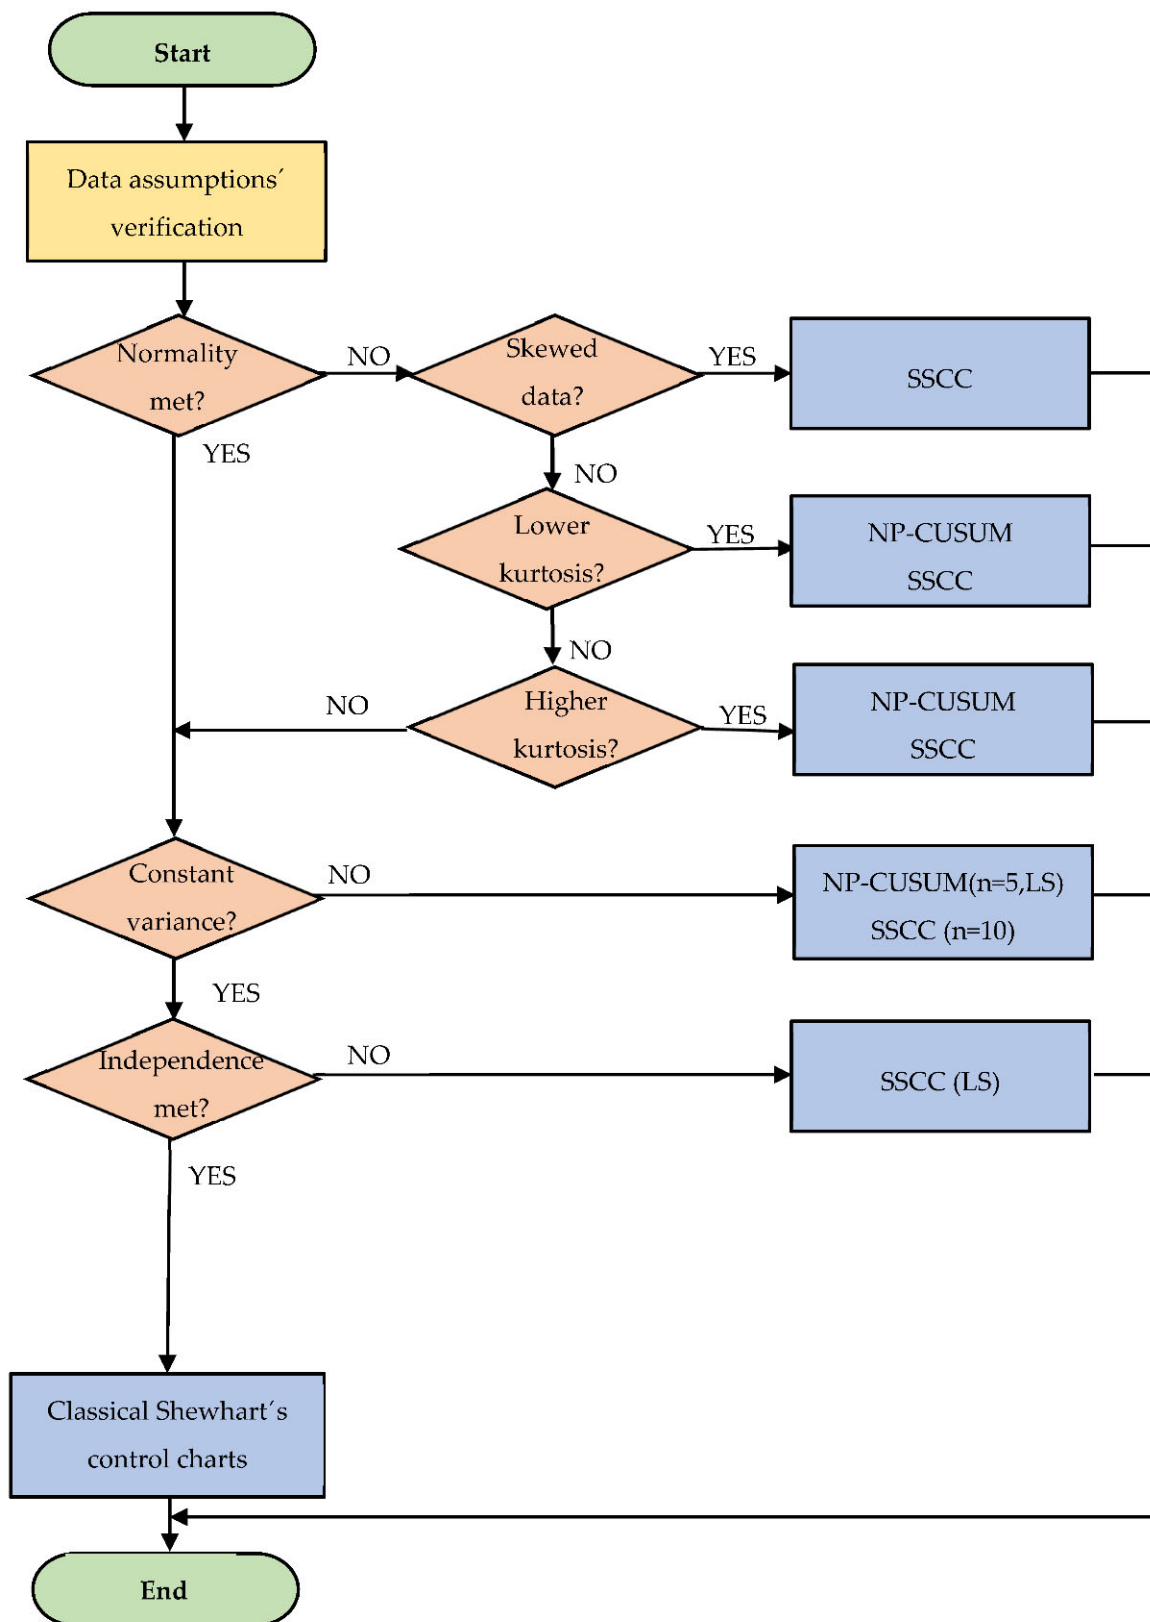 Start
Data assumptions´
verification
Normality
met?
NO
Skewed
data?
YES
SSCC
YES
NO
Lower
kurtosis?
YES
NP-CUSUM
SSCC
NO
Higher
kurtosis?
NO
YES
NP-CUSUM
SSCC
Constant
variance?
NO
NP-CUSUM(n=5,LS)
SSCC (n=10)
YES
Independence
met?
NO
SSCC (LS)
YES
Classical Shewhart´s
control charts
End